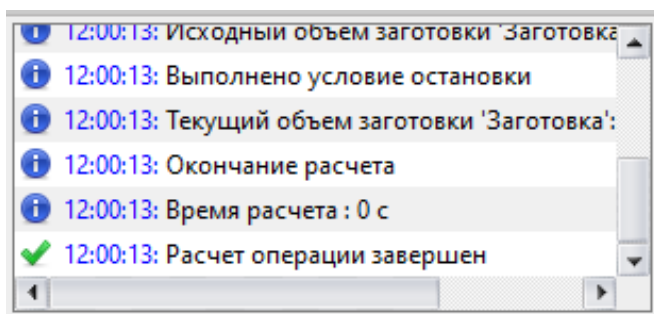 12:00:13: Исходный объем заготовки 'Заготовка
12:00:13: Выполнено условие остановки
12:00:13: Текущий объем заготовки 'Заготовка':
12:00:13: Окончание расчета
12:00:13: Время расчета : 0 с
12:00:13: Расчет операции завершен